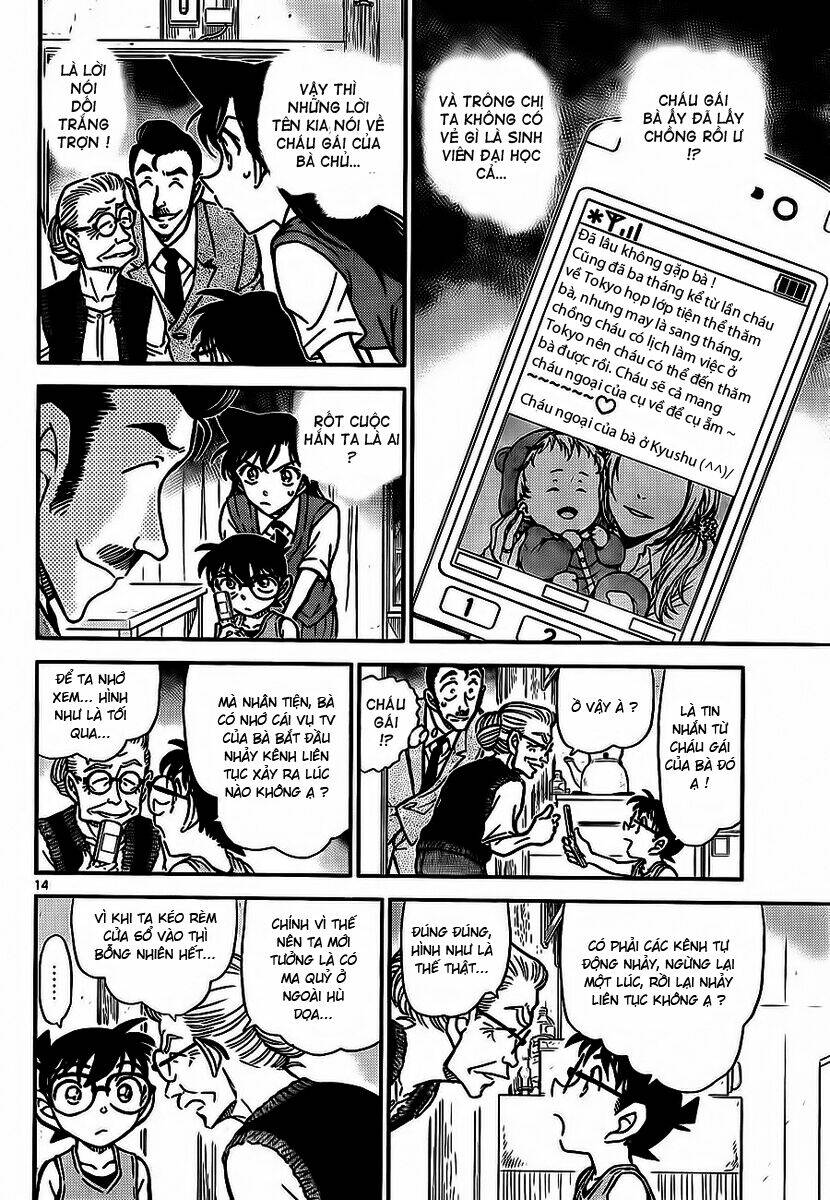 CHÁU GÁI
BÀ ẤY ĐÃ LẤY
CHỒNG RỒI Ư
!?
VÀ TRÔNG CHỊ
TA KHÔNG CÓ
VẺ GÌ LÀ SINH
VIÊN ĐẠI HỌC
CẢ...
Đã lâu không gặp bà !
Cũng đã ba tháng kể từ lần cháu
về Tokyo họp lớp tiện thể thăm
bà, nhưng may là sang tháng,
chồng cháu có lịch làm việc ở
Tokyo nên cháu có thể đến thăm
bà được rồi. Cháu sẽ cả mang
cháu ngoại của cụ về để cụ ẵm ~
~~~~~~♡
Cháu ngoại của bà ở Kyushu (^^)/
1
2
VẬY THÌ
NHỮNG LỜI
TÊN KIA NÓI VỀ
CHÁU GÁI CỦA
BÀ CHỦ...
LÀ LỜI
NÓI
DỐI
TRẮNG
TRỢN !
RỐT CUỘC
HẮN TA LÀ AI
?
LÀ TIN
NHẮN TỪ
CHÁU GÁI
CỦA BÀ ĐÓ
Ạ !
Ồ VẬY À ?
CHÁU
GÁI
!?
MÀ NHÂN TIỆN, BÀ
CÓ NHỚ CÁI VỤ TV
CỦA BÀ BẮT ĐẦU
NHẢY KÊNH LIÊN
TỤC XẢY RA LÚC
NÀO KHÔNG Ạ ?
ĐỂ TA NHỚ
XEM... HÌNH
NHƯ LÀ TỐI
QUA...
14
CÓ PHẢI CÁC KÊNH TỰ
ĐỘNG NHẢY, NGỪNG LẠI
MỘT LÚC, RỒI LẠI NHẢY
LIÊN TỤC KHÔNG Ạ ?
ĐÚNG ĐÚNG,
HÌNH NHƯ LÀ
THẾ THẬT...
CHÍNH VÌ THẾ
NÊN TA MỚI
TƯỞNG LÀ CÓ
MA QUỶ Ở
NGOÀI HÙ
DỌA...
VÌ KHI TA KÉO RÈM
CỬA SỔ VÀO THÌ
BỖNG NHIÊN HẾT...
......